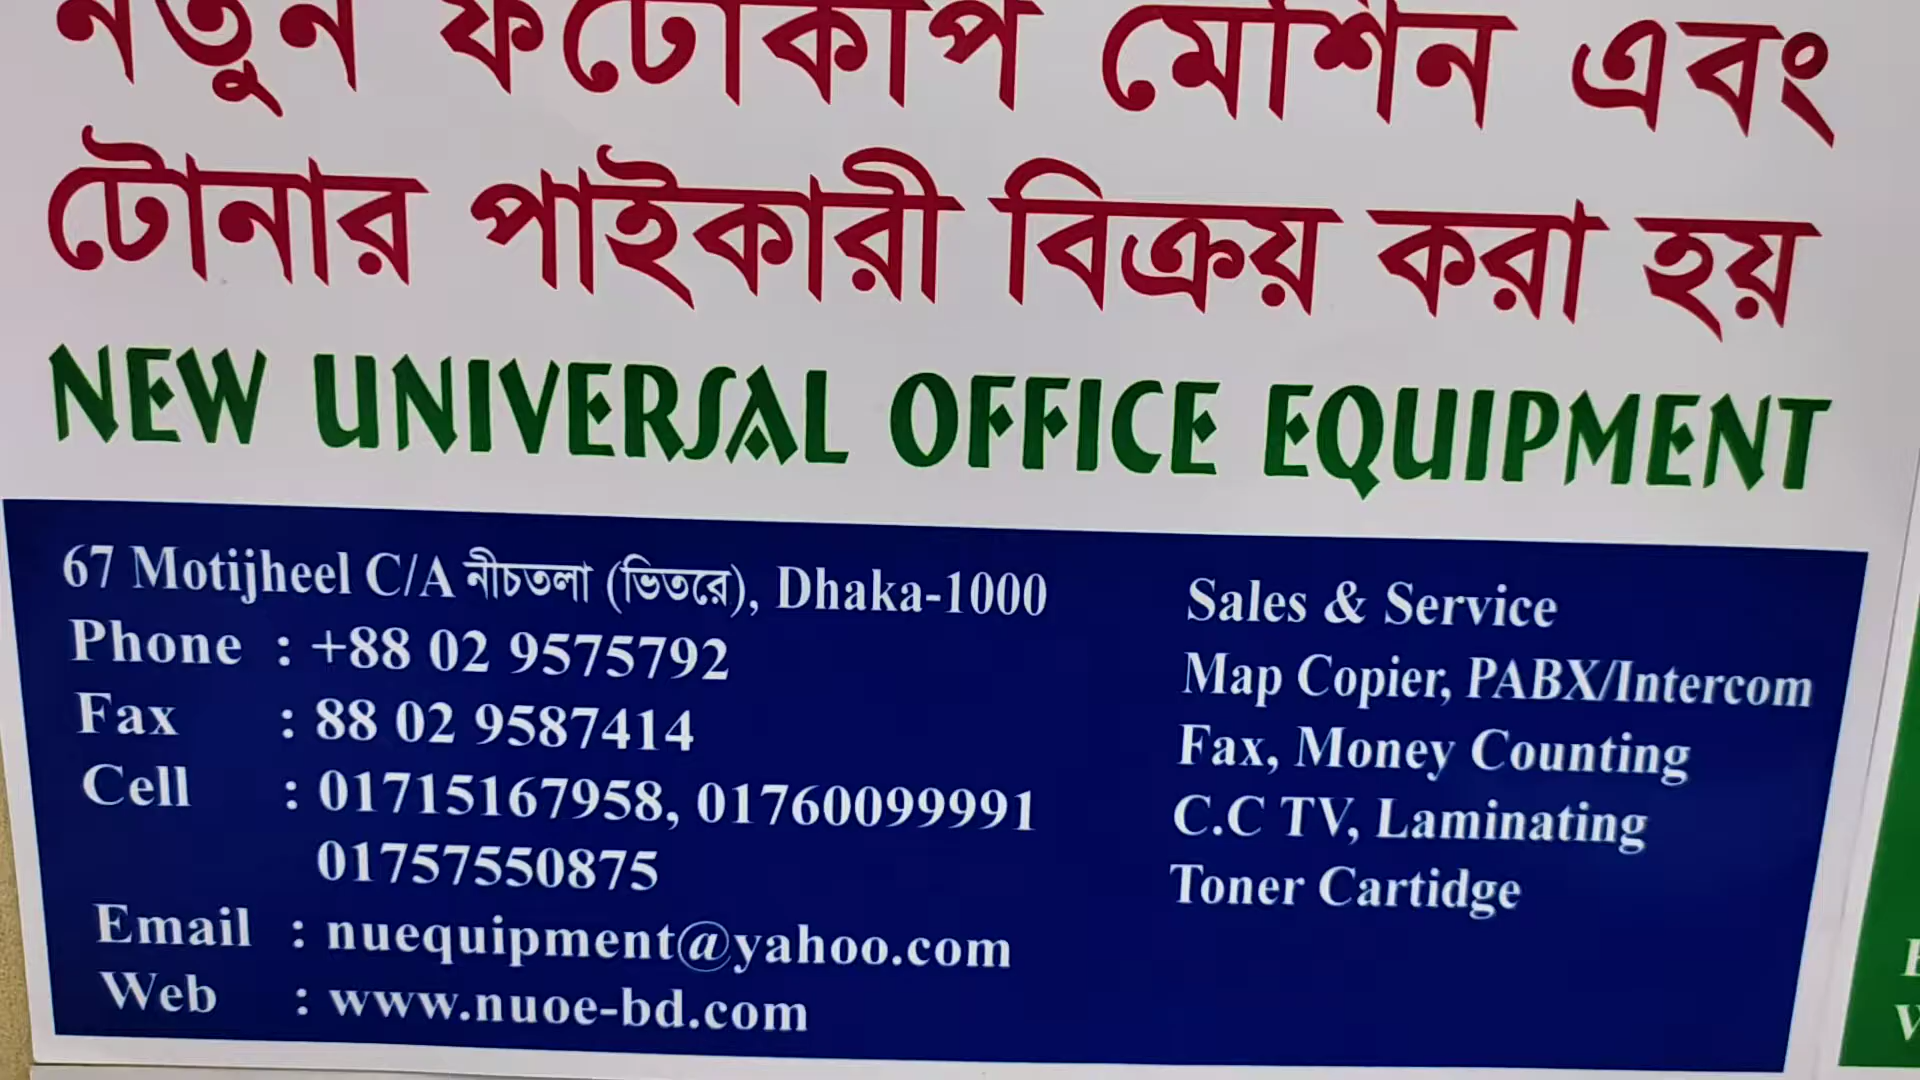 নতুন ফটোকপি মেশিন এবং
টোনার পাইকারী বিক্রয় করা হয়
NEW UNIVERSAL OFFICE EQUIPMENT
67 Motijheel C/A নীচতলা (ভিতরে), Dhaka-1000
Phone : +88 02 9575792
Fax : 88 02 9587414
Cell : 01715167958, 01760099991
01757550875
Email : nuequipment@yahoo.com
Web : www.nuoe-bd.com
Sales & Service
Map Copier, PABX/Intercom
Fax, Money Counting
C.C TV, Laminating
Toner Cartidge